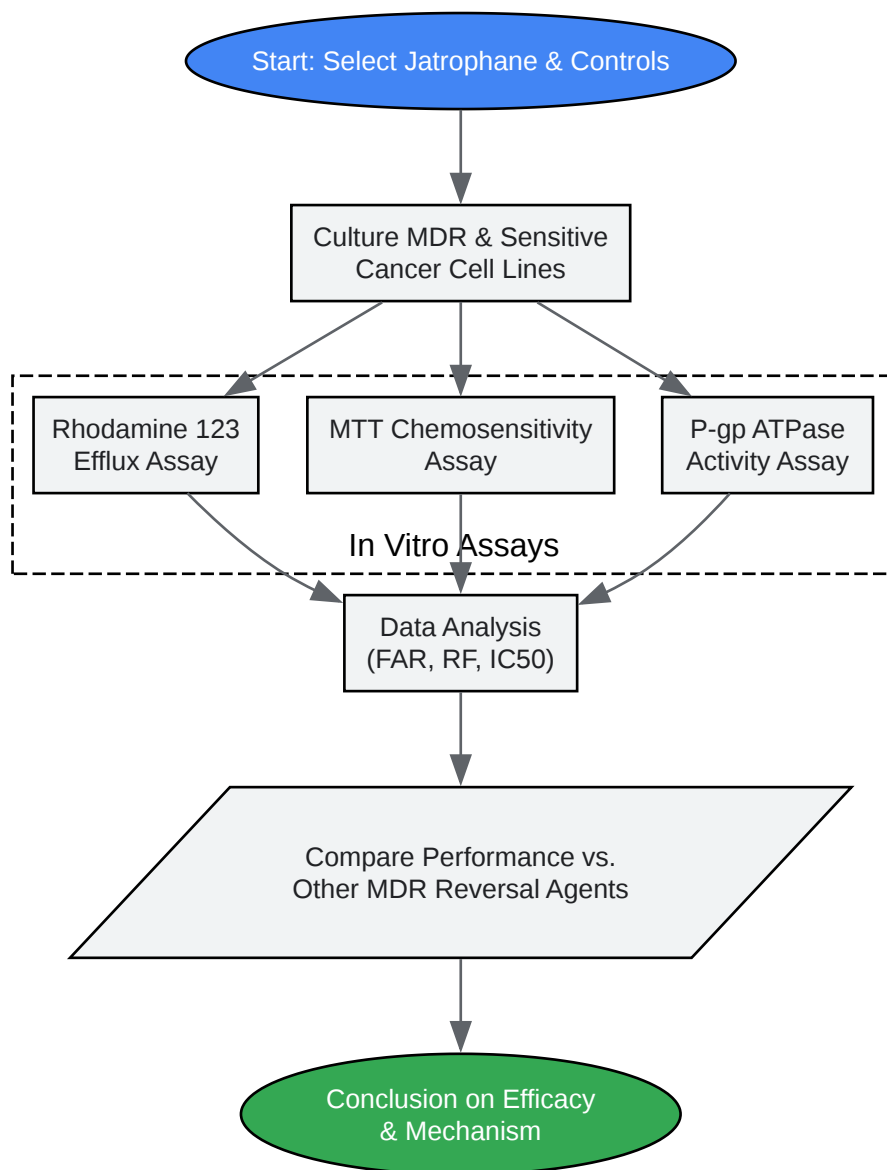 Start: Select Jatrophane & Controls
Culture MDR & Sensitive
Cancer Cell Lines
Rhodamine 123
Efflux Assay
MTT Chemosensitivity
Assay
P-gp ATPase
Activity Assay
In Vitro Assays
Data Analysis
(FAR, RF, IC50)
Compare Performance vs.
Other MDR Reversal Agents
Conclusion on Efficacy
& Mechanism